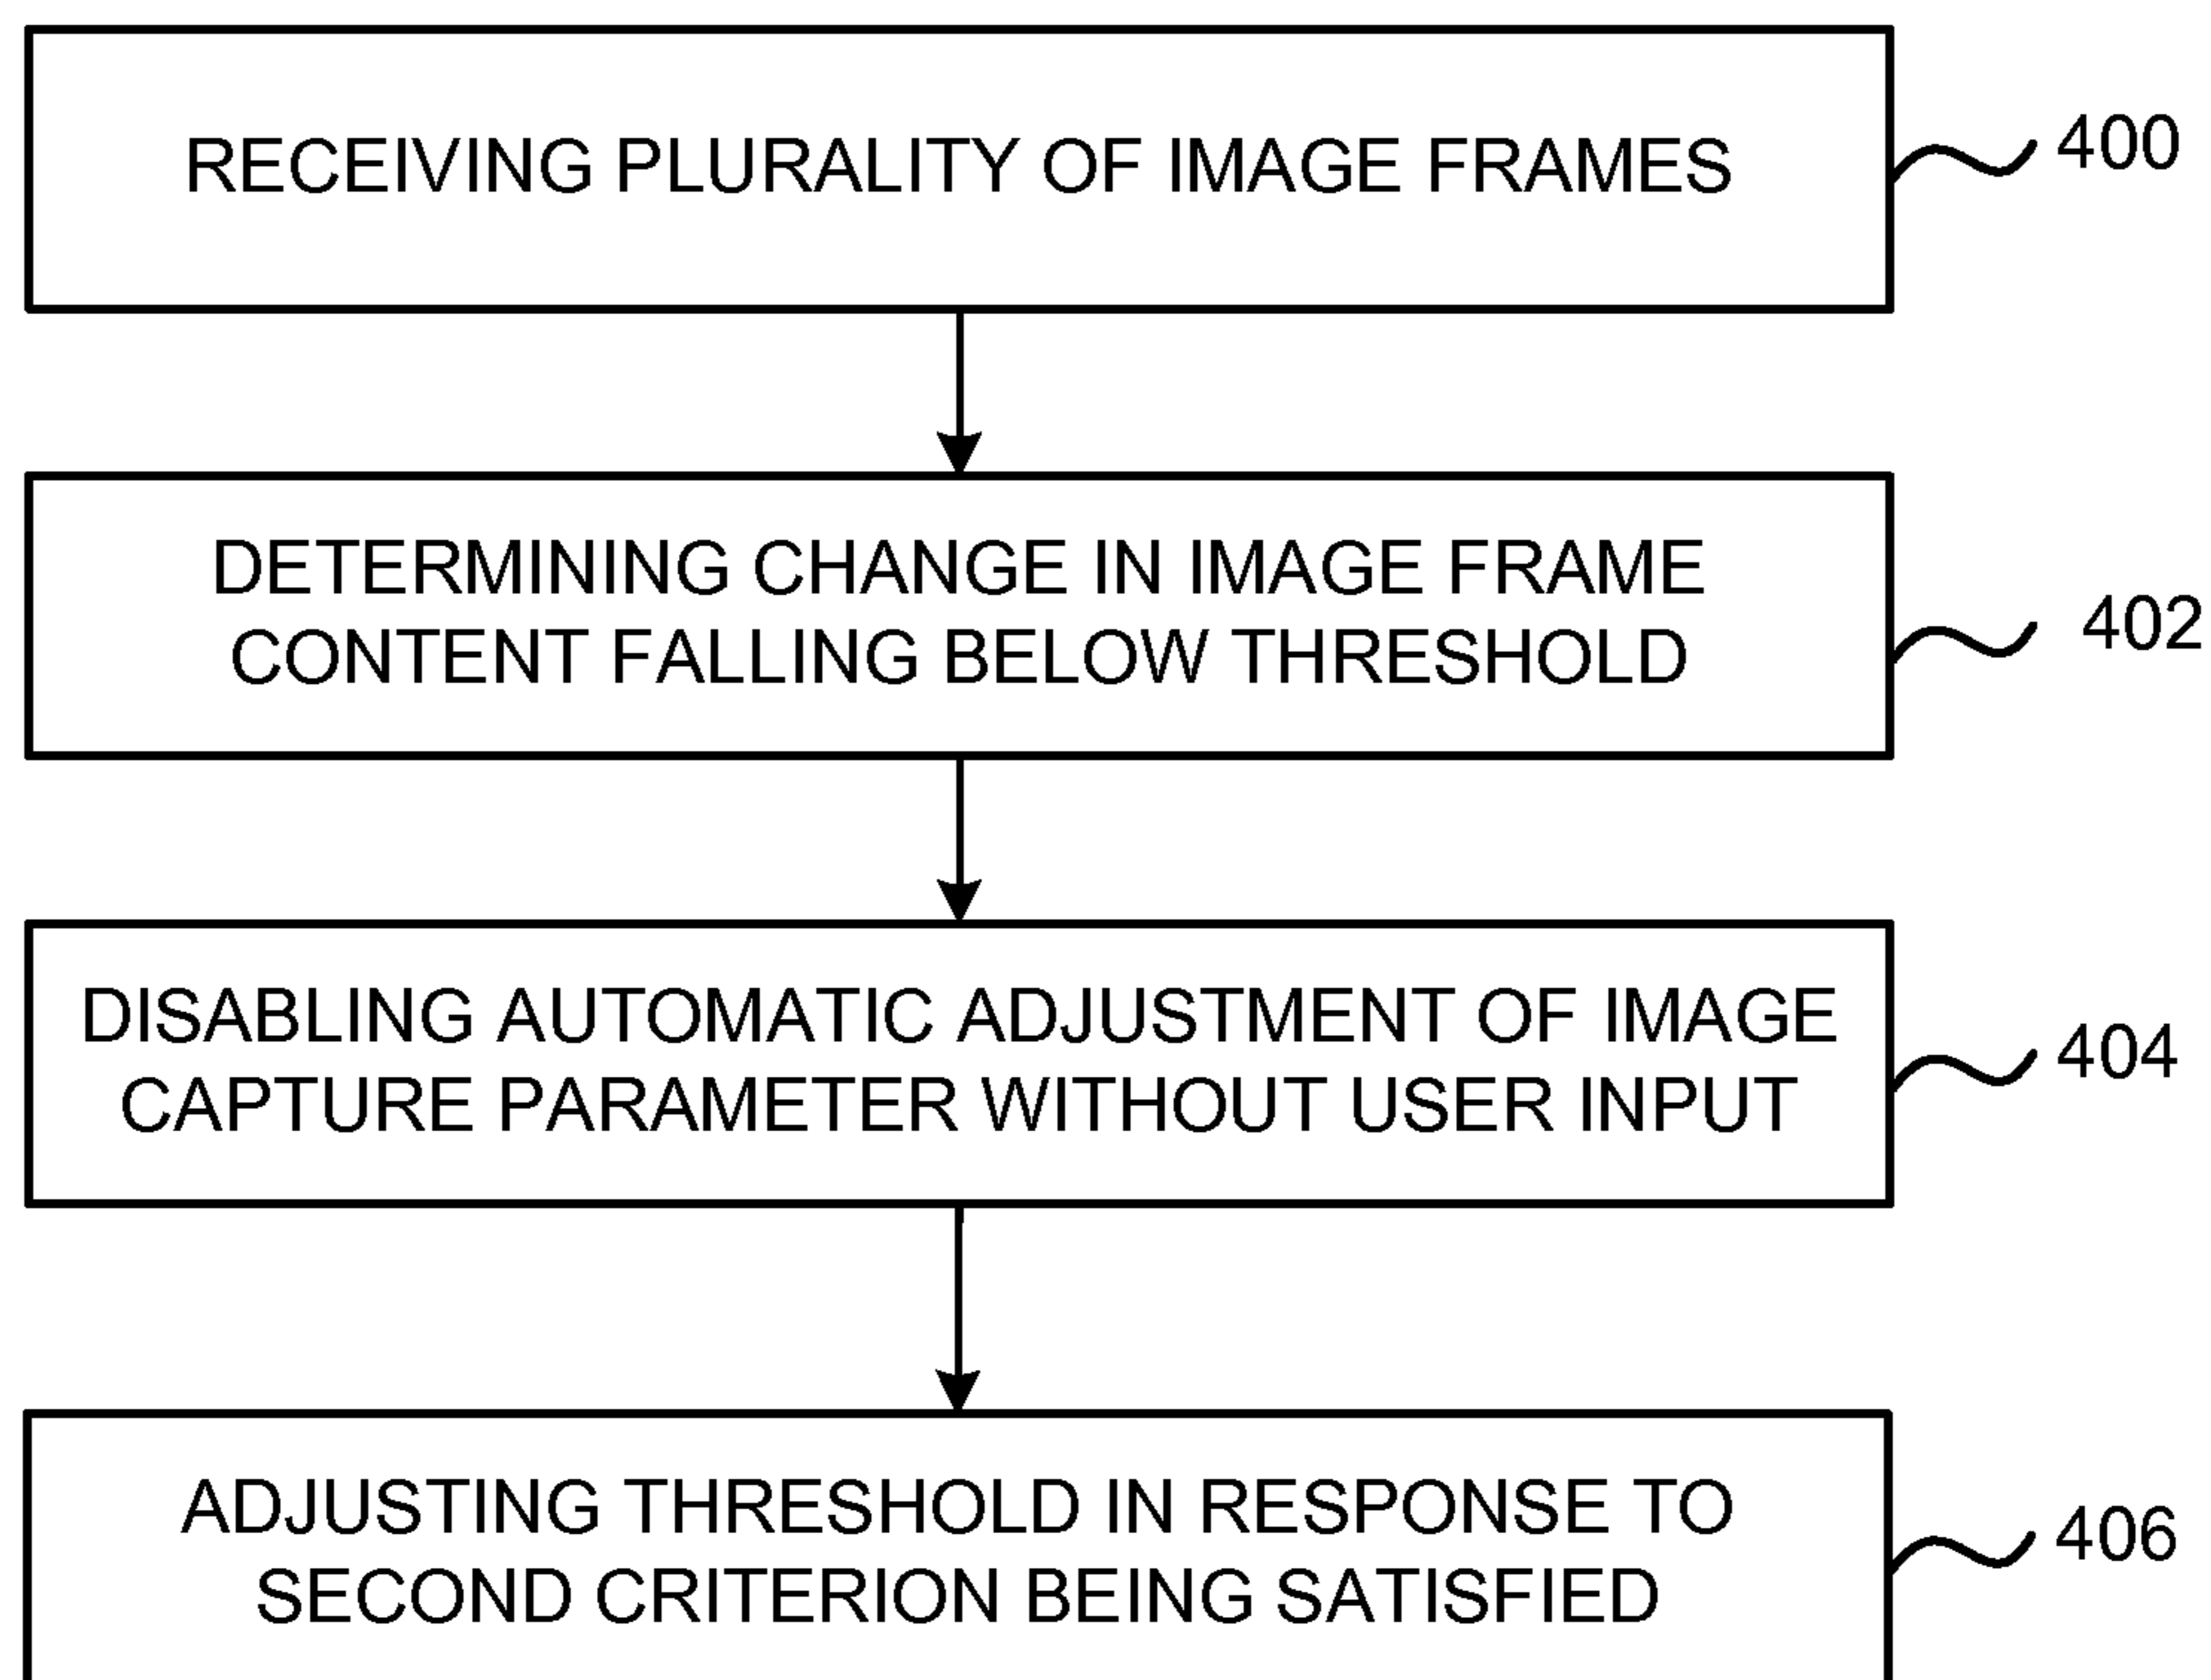 RECEIVING PLURALITY OF IMAGE FRAMES
400
DETERMINING CHANGE IN IMAGE FRAME
CONTENT FALLING BELOW THRESHOLD
402
DISABLING AUTOMATIC ADJUSTMENT OF IMAGE
CAPTURE PARAMETER WITHOUT USER INPUT
404
ADJUSTING THRESHOLD IN RESPONSE TO
SECOND CRITERION BEING SATISFIED
406